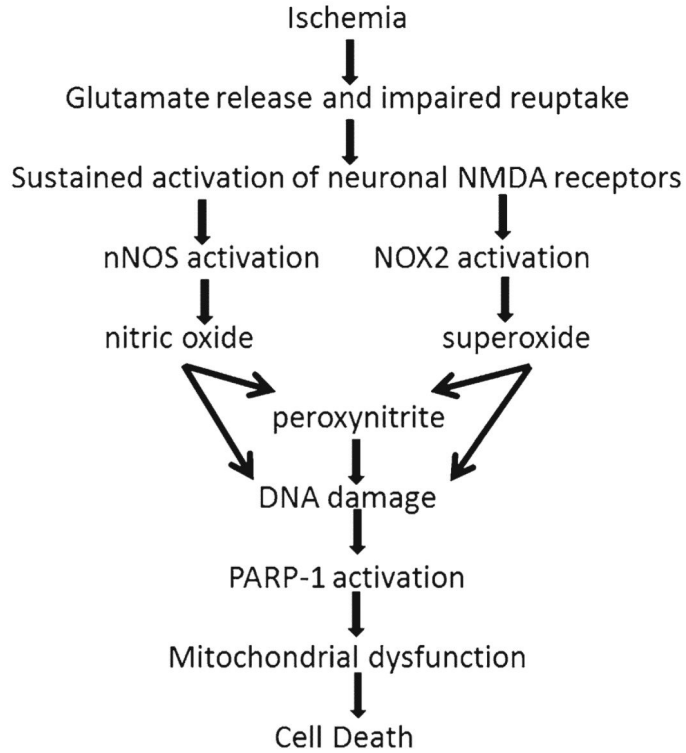 Ischemia
Glutamate release and impaired reuptake
Sustained activation of neuronal NMDA receptors
nNOS activation NOX2 activation
nitric oxide superoxide
peroxynitrite
DNA damage
PARP-1 activation
Mitochondrial dysfunction
Cell Death